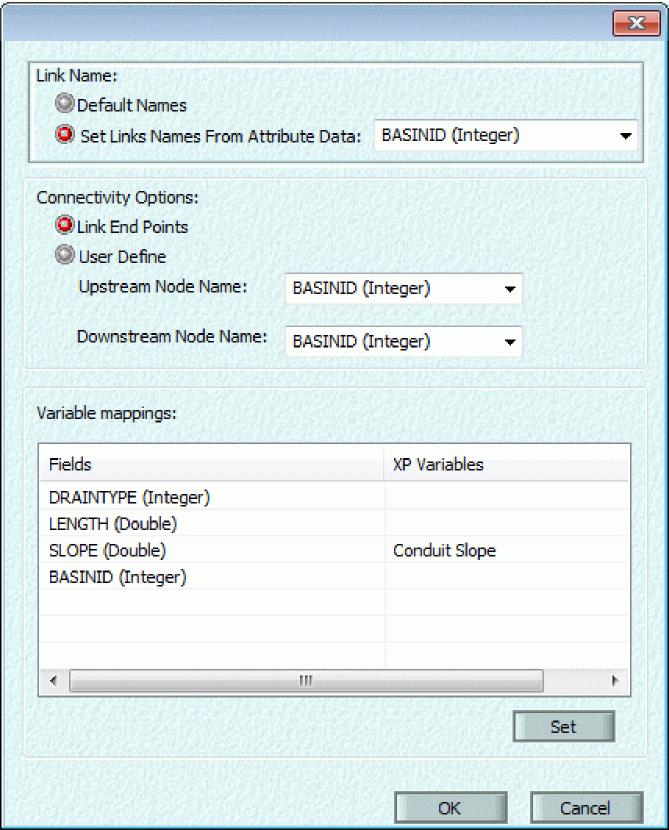 Link Name:
Default Names
Set Links Names From Attribute Data: BASINID (Integer)
Connectivity Options:
Link End Points
User Define
Upstream Node Name: BASINID (Integer)
Downstream Node Name: BASINID (Integer)
Variable mappings:
Fields XP Variables
DRAINTYPE (Integer)
LENGTH (Double)
SLOPE (Double) Conduit Slope
BASINID (Integer)
Set
OK Cancel